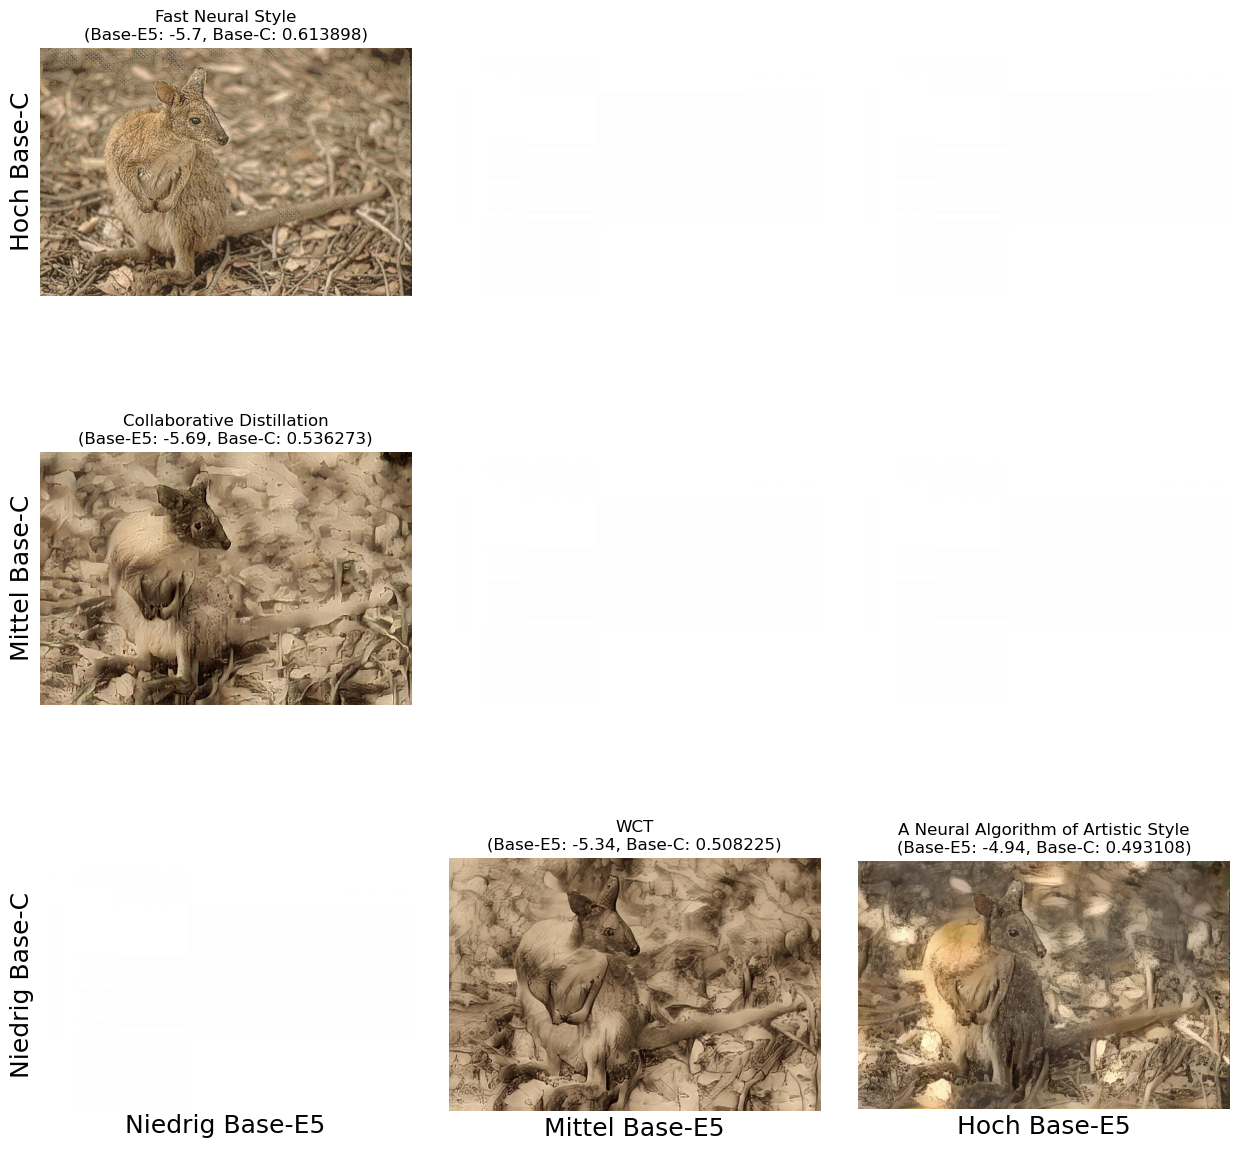 Fast Neural Style
(Base-E5: -5.7, Base-C: 0.613898)
Hoch Base-C
Collaborative Distillation
(Base-E5: -5.69, Base-C: 0.536273)
Mittel Base-C
WCT
(Base-E5: -5.34, Base-C: 0.508225)
A Neural Algorithm of Artistic Style
(Base-E5: -4.94, Base-C: 0.493108)
Niedrig Base-C
Niedrig Base-E5
Mittel Base-E5
Hoch Base-E5